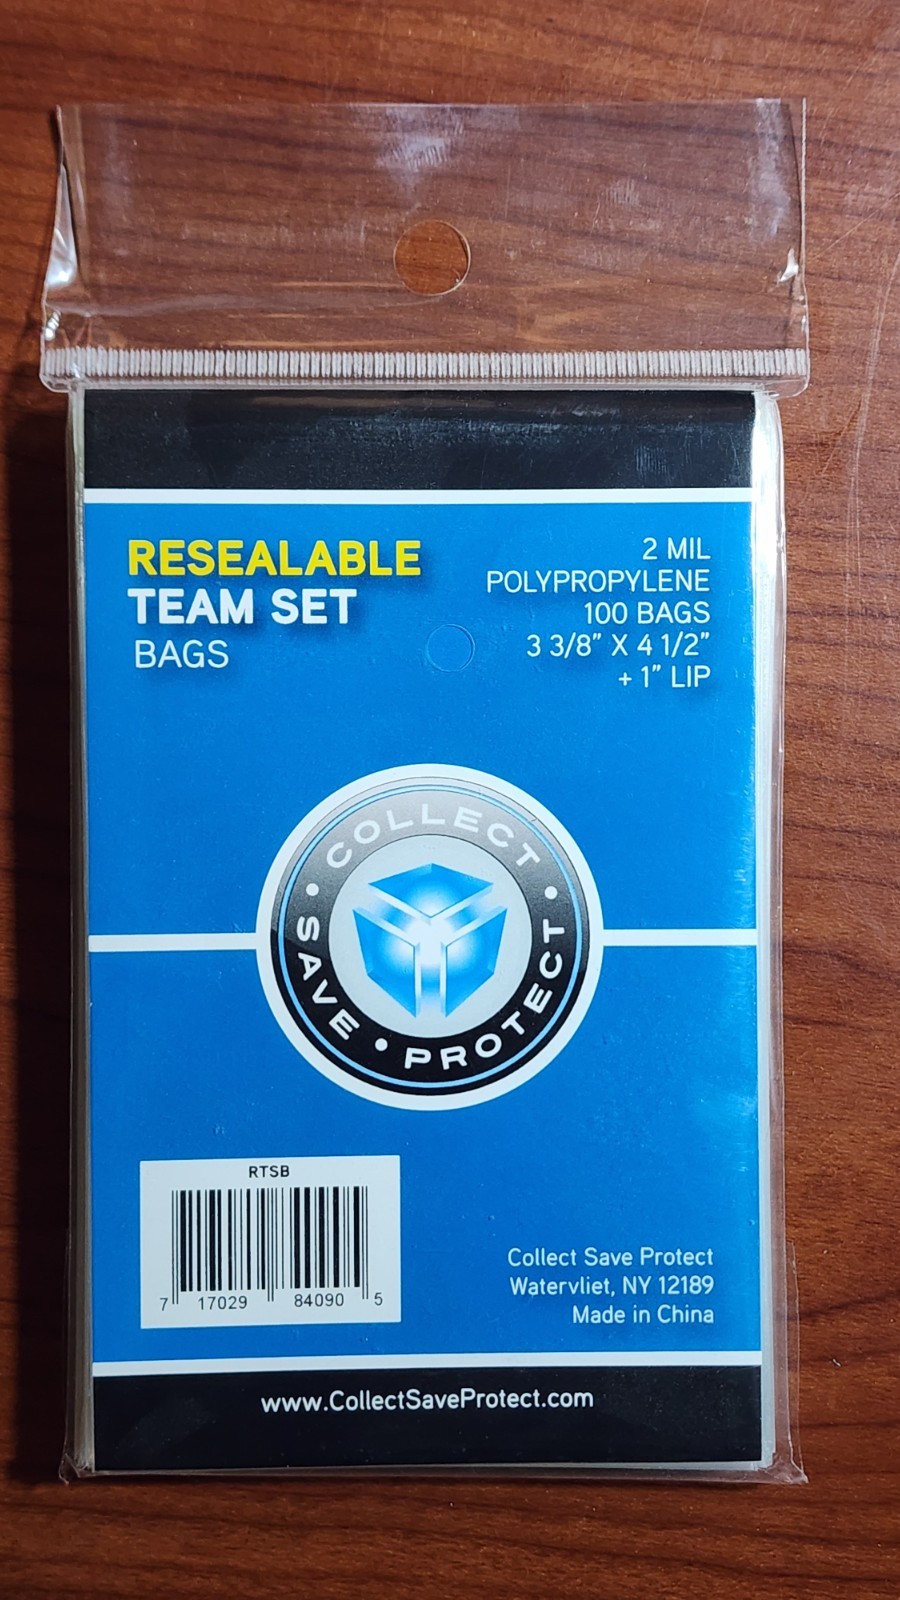 RESEALABLE
TEAM SET
BAGS
2 MIL
POLYPROPYLENE
100 BAGS
3 3/8" X 4 1/2"
+ 1" LIP
COLLECT • PROTECT • SAVE •
RTSB
7 17029 84090 5
Collect Save Protect
Watervliet, NY 12189
Made in China
www.CollectSaveProtect.com